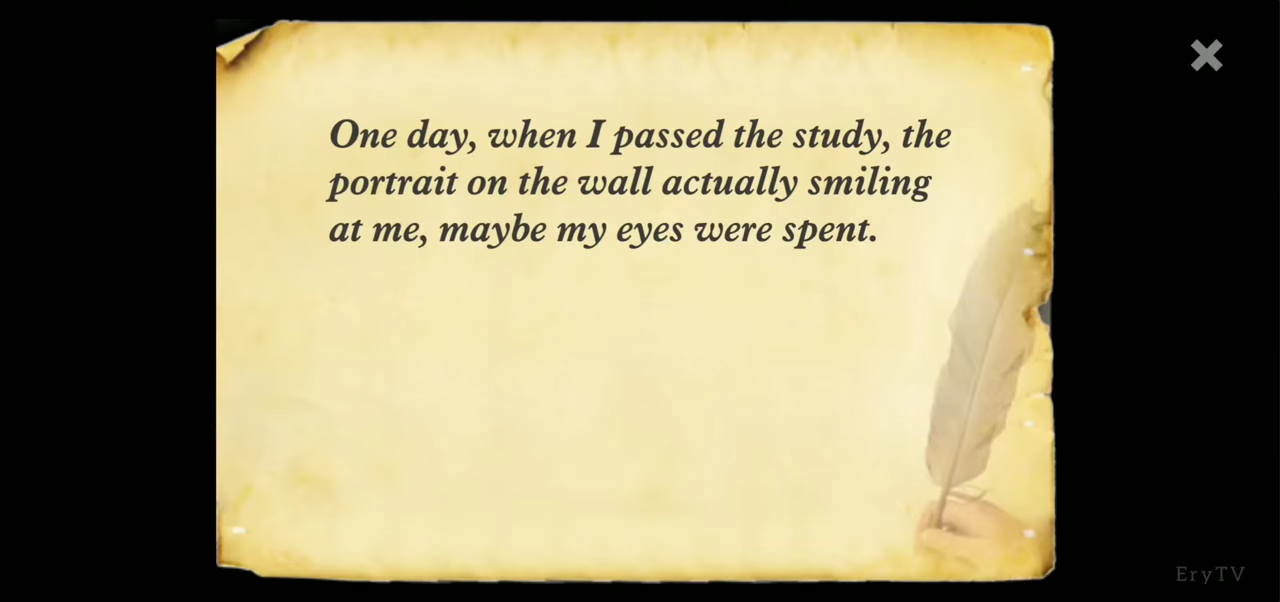 One day, when I passed the study, the
portrait on the wall actually smiling
at me, maybe my eyes were spent.
EryTV